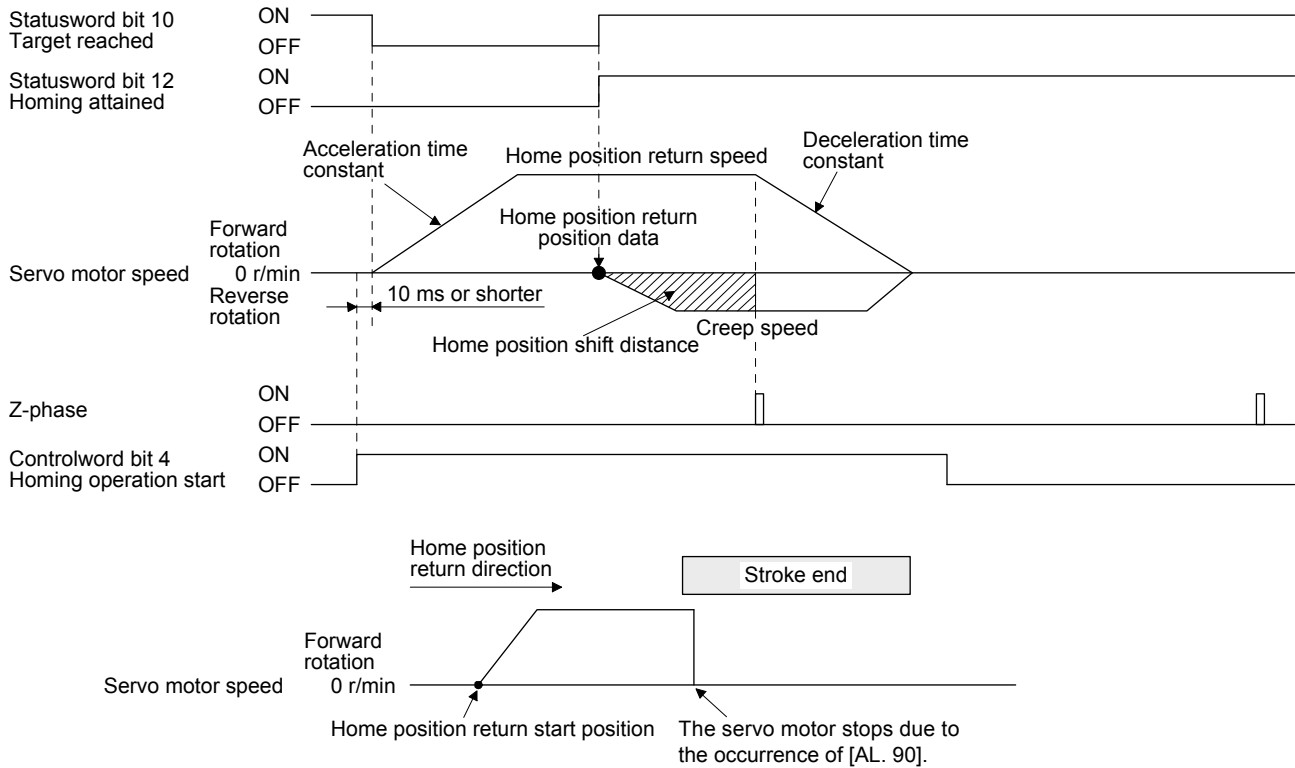 Statusword bit 10
Target reached
ON
OFF
Statusword bit 12
Homing attained
ON
OFF
Acceleration time
constant
Home position return speed
Deceleration time
constant
Home position return
position data
Forward
rotation
Servo motor speed
0 r/min
Reverse
rotation
10 ms or shorter
Creep speed
Home position shift distance
Z-phase
ON
OFF
Controlword bit 4
Homing operation start
ON
OFF
Home position
return direction
Stroke end
Forward
rotation
Servo motor speed
0 r/min
Home position return start position
The servo motor stops due to
the occurrence of [AL. 90].